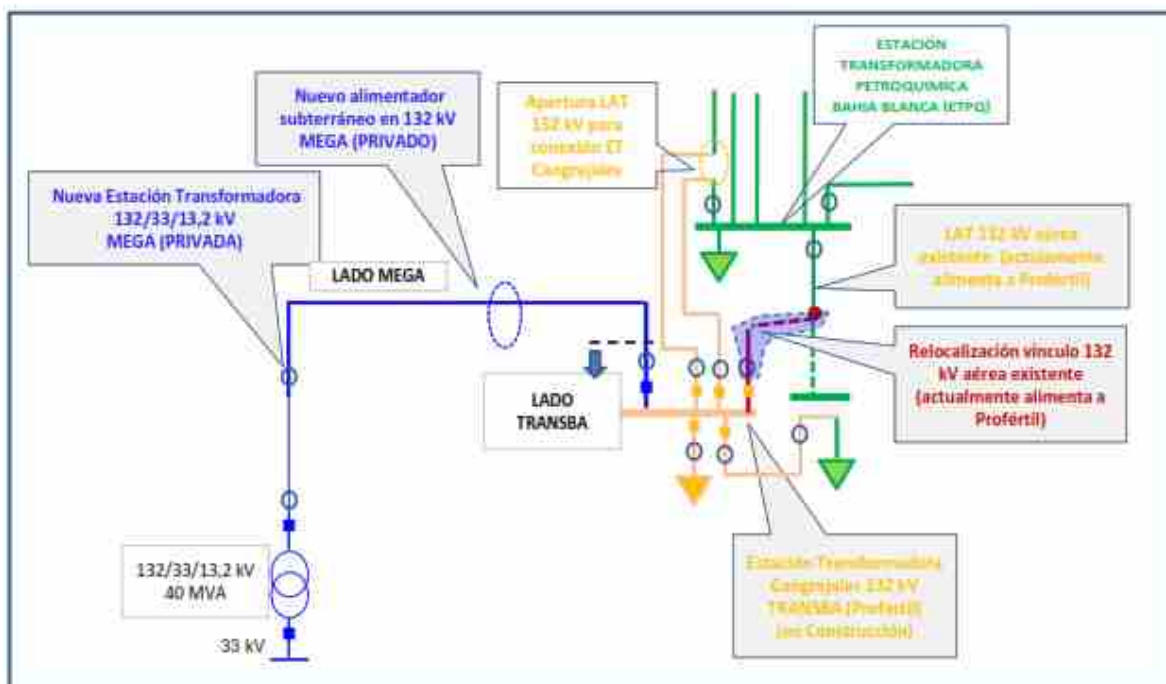 ESTACIÓN
TRANSFORMADORA
PETROQUÍMICA
BAHIA BLANCA (ETPQ)
Nuevo alimentador
subterráneo en 132 kV
MEGA (PRIVADO)
Apertura LAT
132 kV para
conexión ET
Cangrejales
Nueva Estación Transformadora
132/33/13,2 kV
MEGA (PRIVADA)
LADO MEGA
LAT 132 kV aérea
existente (actualmente
alimenta a Profértil)
Relocalización vínculo 132
kV aérea existente
(actualmente alimenta a
Profértil)
LADO
TRANSBA
132/33/13,2 kV
40 MVA
33 kV
Estación Transformadora
Cangrejales 132 kV
TRANSBA (Profertil)
(en Construcción)